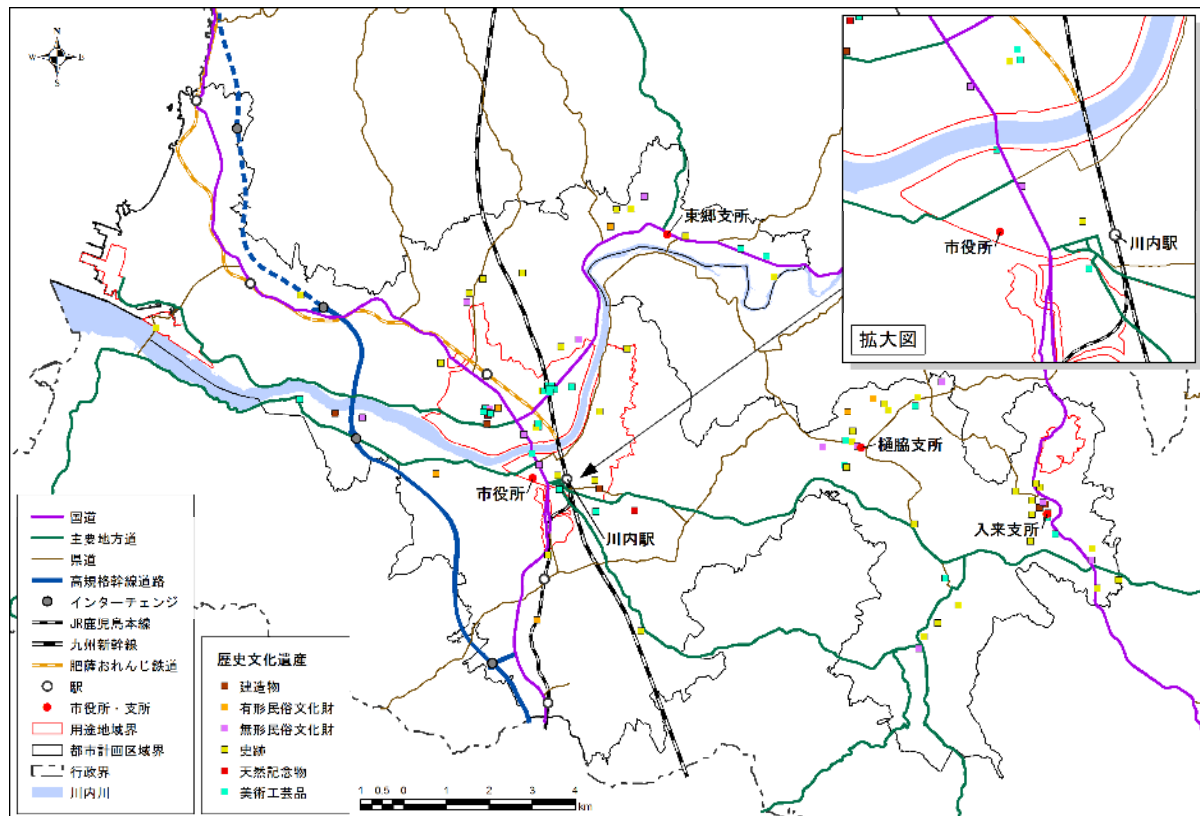 N
W
E
S
東郷支所
市役所
川内駅
拡大図
樋脇支所
市役所
川内駅
入来支所
国道
主要地方道
県道
高規格幹線道路
インターチェンジ
JR鹿児島本線
九州新幹線
肥薩おれんじ鉄道
駅
市役所・支所
用途地域界
都市計画区域界
行政界
川内川
歴史文化遺産
建造物
有形民俗文化財
無形民俗文化財
史跡
天然記念物
美術工芸品
1 0.5 0 1 2 3 4
km